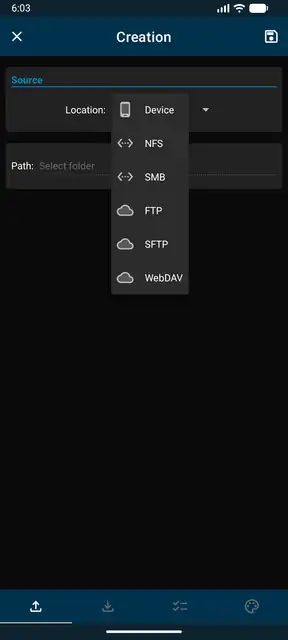 6:03
Creation
Source
Location:
Device
NFS
SMB
FTP
SFTP
WebDAV
Path: Select folder